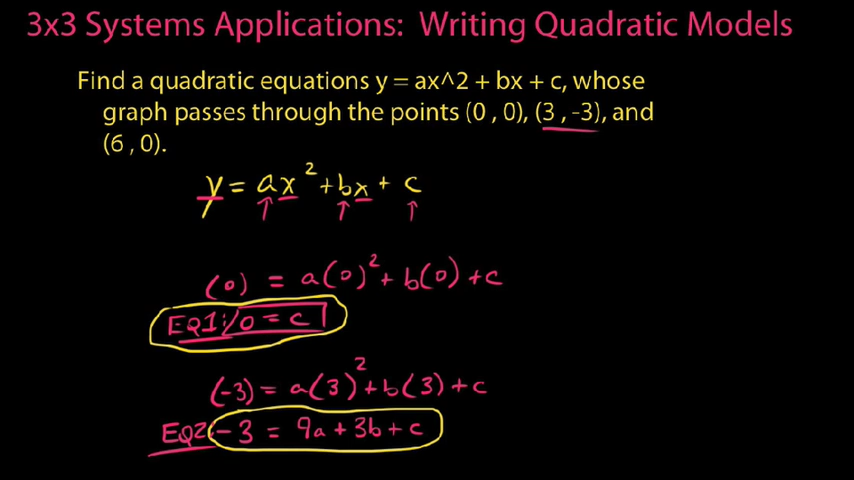 3x3 Systems Applications: Writing Quadratic Models
Find a quadratic equations y = ax^2 + bx + c, whose
graph passes through the points (0 , 0), (3 , -3), and
(6 , 0).
y = ax² + bx + c
(0) = a(0)² + b(0) + c
EQ1: 0 = c
(-3) = a(3)² + b(3) + c
EQ2: -3 = 9a + 3b + c